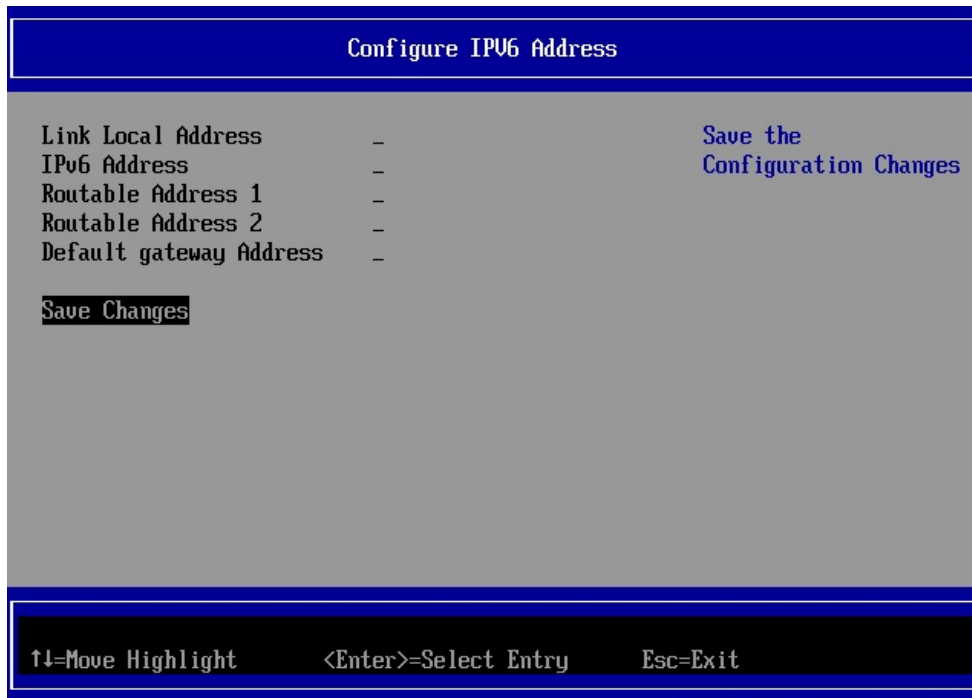 Configure IPV6 Address
Link Local Address _
IPv6 Address _
Routable Address 1 _
Routable Address 2 _
Default gateway Address _
Save Changes
Save the
Configuration Changes
↑↓=Move Highlight <Enter>=Select Entry Esc=Exit